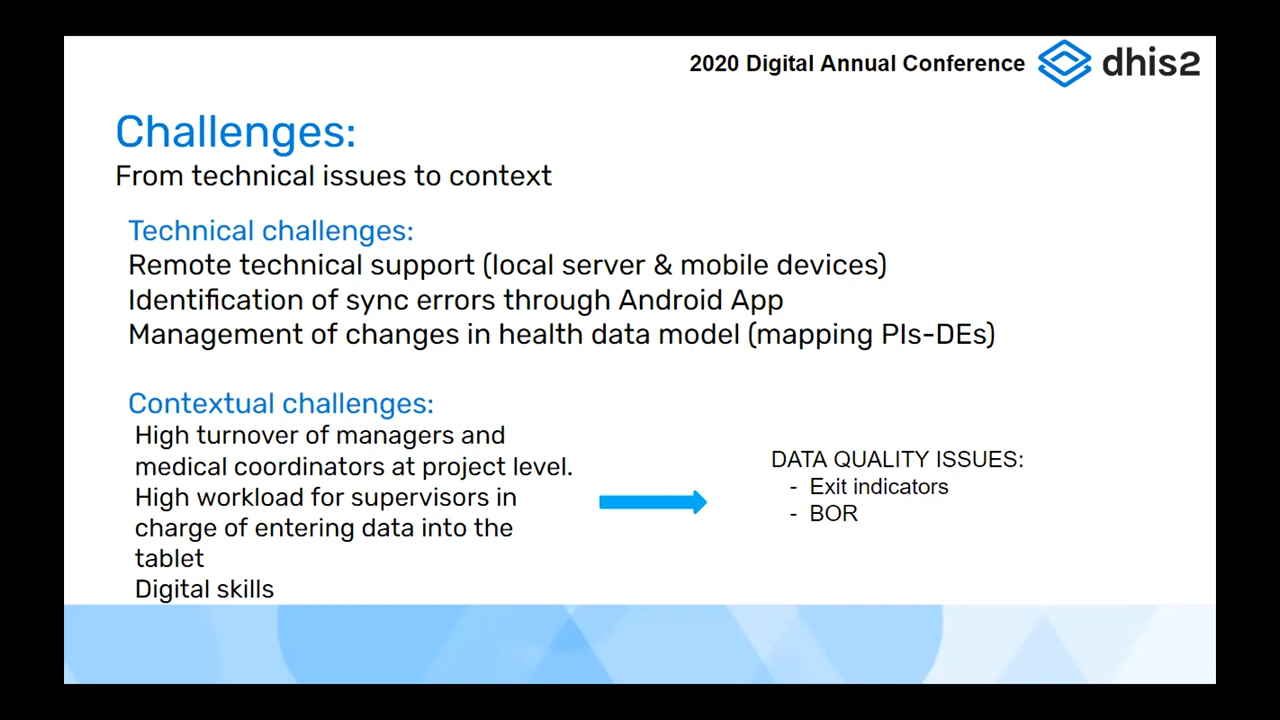 2020 Digital Annual Conference
dhis2
Challenges:
From technical issues to context
Technical challenges:
Remote technical support (local server & mobile devices)
Identification of sync errors through Android App
Management of changes in health data model (mapping PIs-DEs)
Contextual challenges:
High turnover of managers and
medical coordinators at project level.
High workload for supervisors in
charge of entering data into the
tablet
Digital skills
DATA QUALITY ISSUES:
- Exit indicators
- BOR